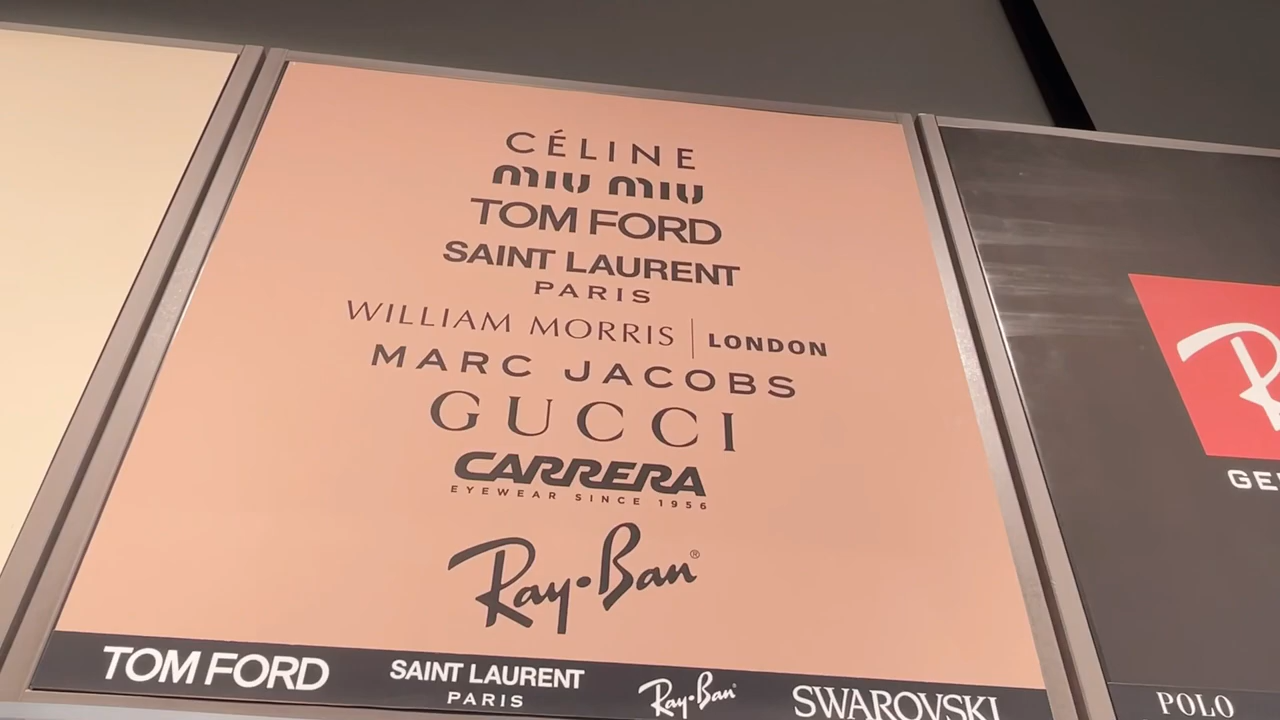 CÉLINE
miu miu
TOM FORD
SAINT LAURENT
PARIS
WILLIAM MORRIS | LONDON
MARC JACOBS
GUCCI
CARRERA
EYEWEAR SINCE 1956
Ray-Ban®
TOM FORD
SAINT LAURENT
PARIS
Ray-Ban®
SWAROVSKI
POLO